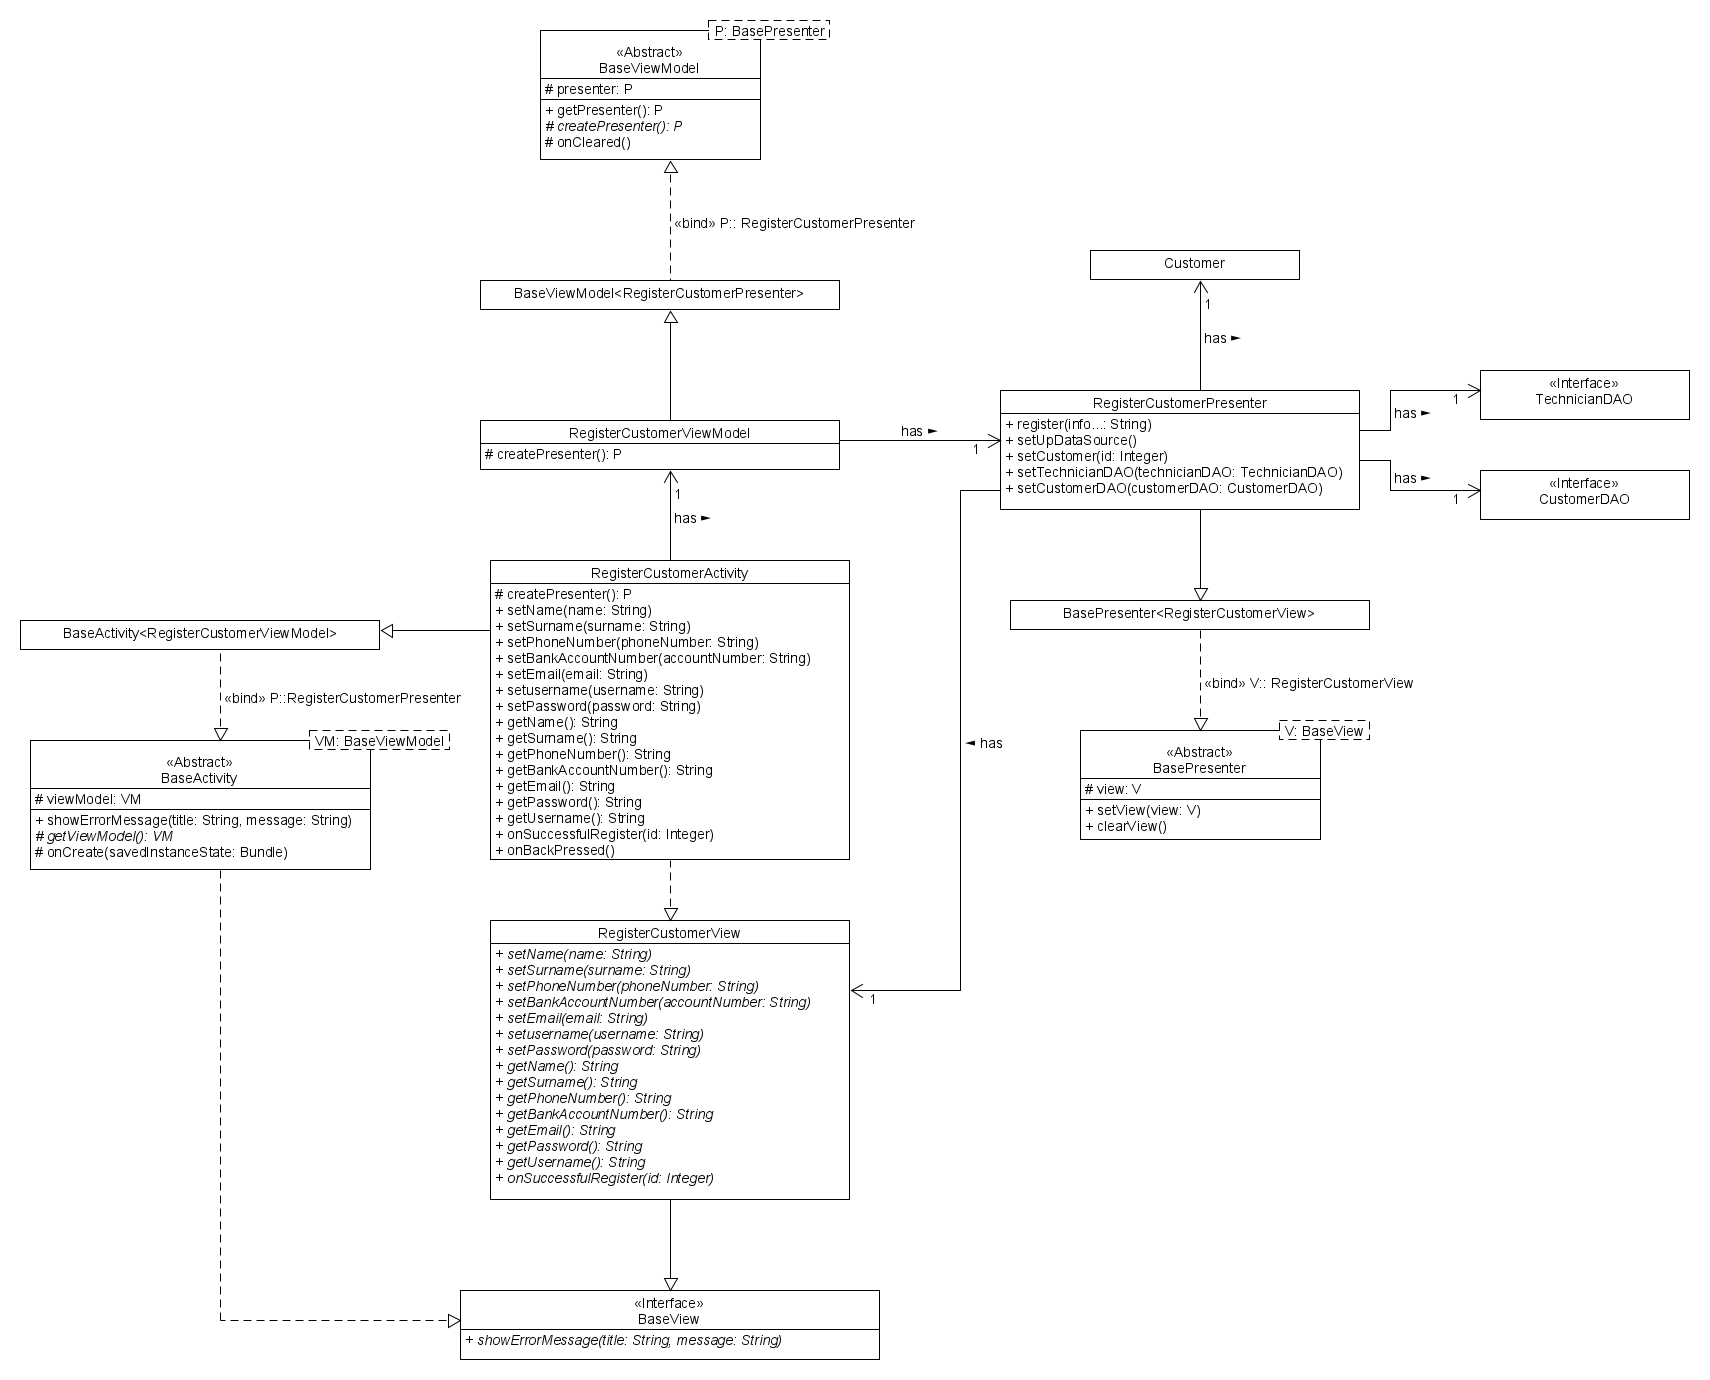 P: BasePresenter
«Abstract»
BaseViewModel
# presenter: P
+ getPresenter(): P
# createPresenter(): P
# onCleared()
«bind» P:: RegisterCustomerPresenter
BaseViewModel<RegisterCustomerPresenter>
Customer
1
has ►
RegisterCustomerViewModel
# createPresenter(): P
has ►
1
RegisterCustomerPresenter
+ register(info...: String)
+ setUpDataSource()
+ setCustomer(id: Integer)
+ setTechnicianDAO(technicianDAO: TechnicianDAO)
+ setCustomerDAO(customerDAO: CustomerDAO)
«Interface»
TechnicianDAO
1
has ►
«Interface»
CustomerDAO
has ►
1
1
has ►
RegisterCustomerActivity
# createPresenter(): P
+ setName(name: String)
+ setSurname(surname: String)
+ setPhoneNumber(phoneNumber: String)
+ setBankAccountNumber(accountNumber: String)
+ setEmail(email: String)
+ setusername(username: String)
+ setPassword(password: String)
+ getName(): String
+ getSurname(): String
+ getPhoneNumber(): String
+ getBankAccountNumber(): String
+ getEmail(): String
+ getPassword(): String
+ getUsername(): String
+ onSuccessfulRegister(id: Integer)
+ onBackPressed()
BaseActivity<RegisterCustomerViewModel>
«bind» P::RegisterCustomerPresenter
VM: BaseViewModel
«Abstract»
BaseActivity
# viewModel: VM
+ showErrorMessage(title: String, message: String)
# getViewModel(): VM
# onCreate(savedInstanceState: Bundle)
BasePresenter<RegisterCustomerView>
«bind» V:: RegisterCustomerView
V: BaseView
«Abstract»
BasePresenter
# view: V
+ setView(view: V)
+ clearView()
◄ has
1
RegisterCustomerView
+ setName(name: String)
+ setSurname(surname: String)
+ setPhoneNumber(phoneNumber: String)
+ setBankAccountNumber(accountNumber: String)
+ setEmail(email: String)
+ setusername(username: String)
+ setPassword(password: String)
+ getName(): String
+ getSurname(): String
+ getPhoneNumber(): String
+ getBankAccountNumber(): String
+ getEmail(): String
+ getPassword(): String
+ getUsername(): String
+ onSuccessfulRegister(id: Integer)
«Interface»
BaseView
+ showErrorMessage(title: String, message: String)